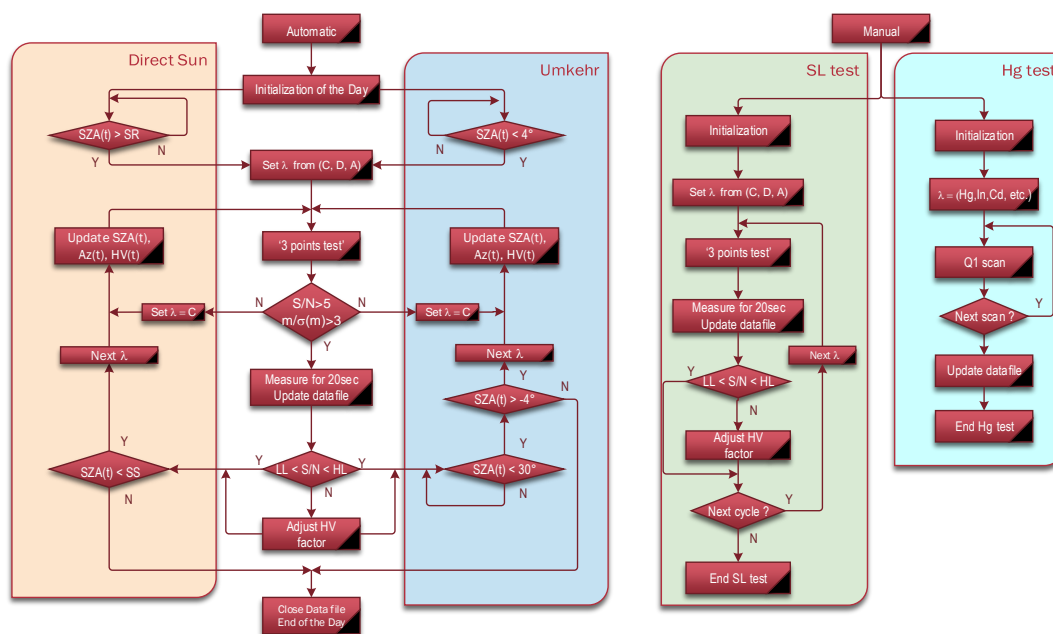 Automatic
Direct Sun
Initialization of the Day
Umkehr
SZA(t) > SR
N
Y
SZA(t) < 4°
N
Y
Set λ from (C, D, A)
Update SZA(t),
Az(t), HV(t)
'3 points test'
Update SZA(t),
Az(t), HV(t)
N
S/N>5
m/σ(m)>3
N
Y
Set λ = C
Set λ = C
Next λ
Next λ
Measure for 20sec
Update datafile
Y
N
SZA(t) > -4°
Y
Y
SZA(t) < SS
N
Y
LL < S/N < HL
Y
N
SZA(t) < 30°
N
Adjust HV
factor
Close Data file
End of the Day
Manual
SL test
Initialization
Set λ from (C, D, A)
'3 points test'
Measure for 20sec
Update datafile
Next λ
Y
LL < S/N < HL
N
Adjust HV
factor
Next cycle ?
Y
N
End SL test
Hg test
Initialization
λ = (Hg,In,Cd, etc.)
Q1 scan
Next scan ?
Y
N
Update datafile
End Hg test